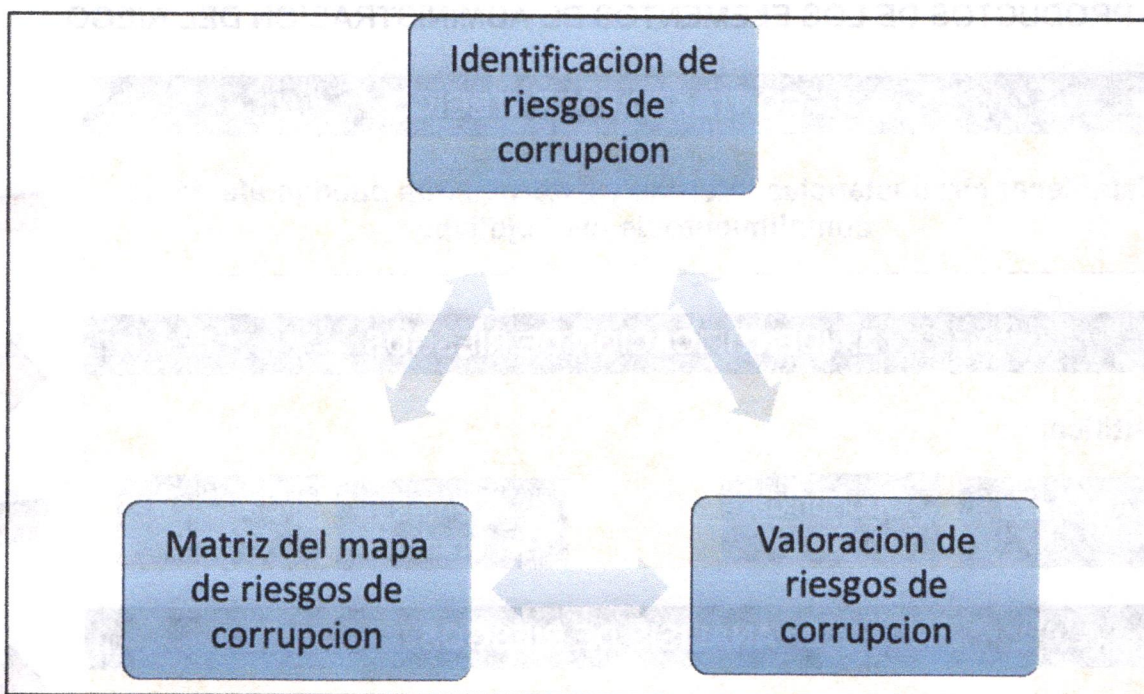 Identificacion de
riesgos de
corrupcion
Matriz del mapa
de riesgos de
corrupcion
Valoracion de
riesgos de
corrupcion